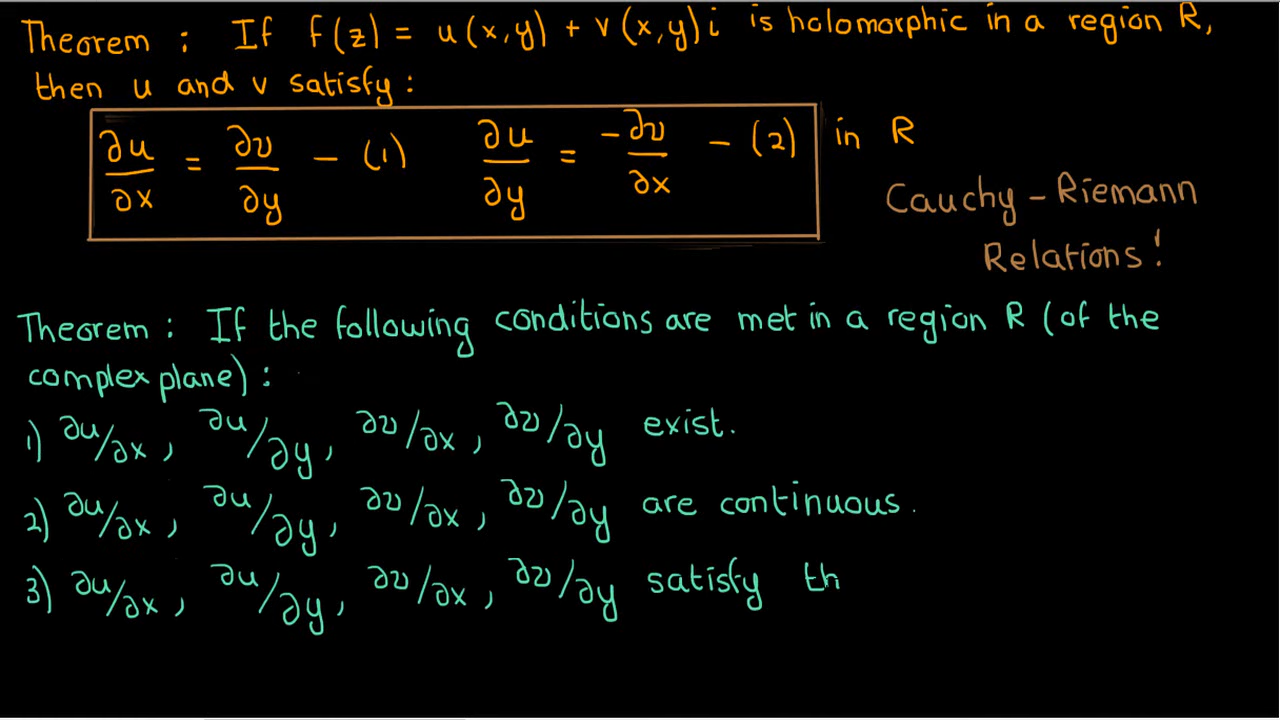 Theorem : If f(z) = u(x,y) + v(x,y)i is holomorphic in a region R,
then u and v satisfy :
∂u/∂x = ∂v/∂y - (1) ∂u/∂y = -∂v/∂x - (2) in R
Cauchy - Riemann
Relations!
Theorem : If the following conditions are met in a region R (of the
complex plane) :
1) ∂u/∂x, ∂u/∂y, ∂v/∂x, ∂v/∂y exist.
2) ∂u/∂x, ∂u/∂y, ∂v/∂x, ∂v/∂y are continuous.
3) ∂u/∂x, ∂u/∂y, ∂v/∂x, ∂v/∂y satisfy th